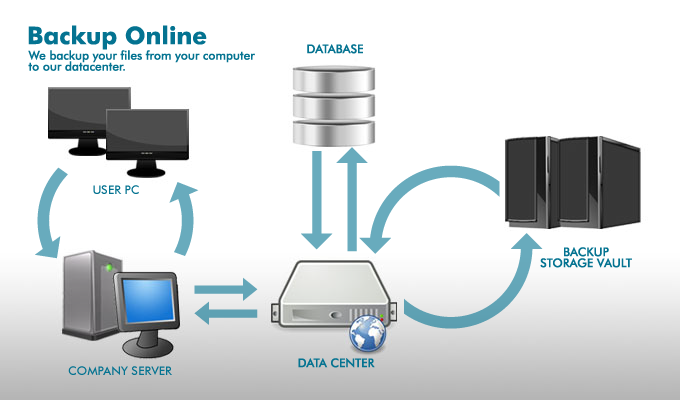 Backup Online
We backup your files from your computer
to our datacenter.
DATABASE
USER PC
BACKUP
STORAGE VAULT
COMPANY SERVER
DATA CENTER